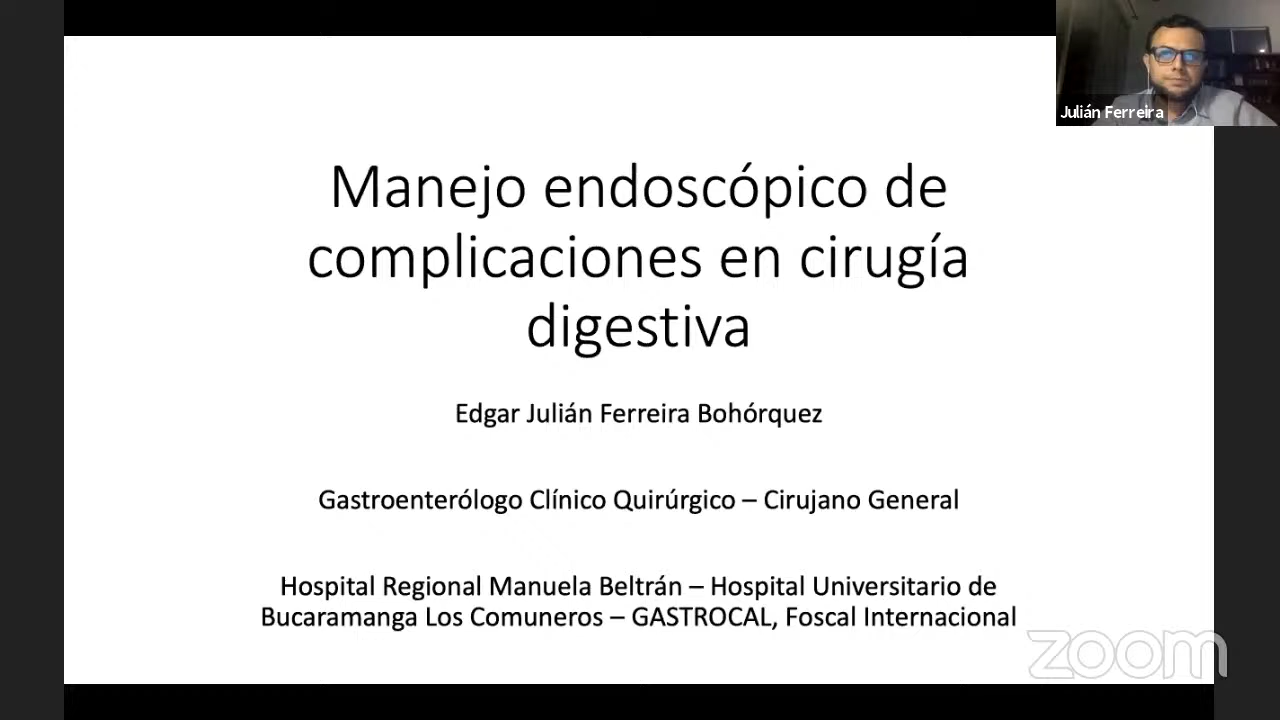 Julián Ferreira
Manejo endoscópico de
complicaciones en cirugía
digestiva
Edgar Julián Ferreira Bohórquez
Gastroenterólogo Clínico Quirúrgico – Cirujano General
Hospital Regional Manuela Beltrán – Hospital Universitario de
Bucaramanga Los Comuneros – GASTROCAL, Foscal Internacional
zoom